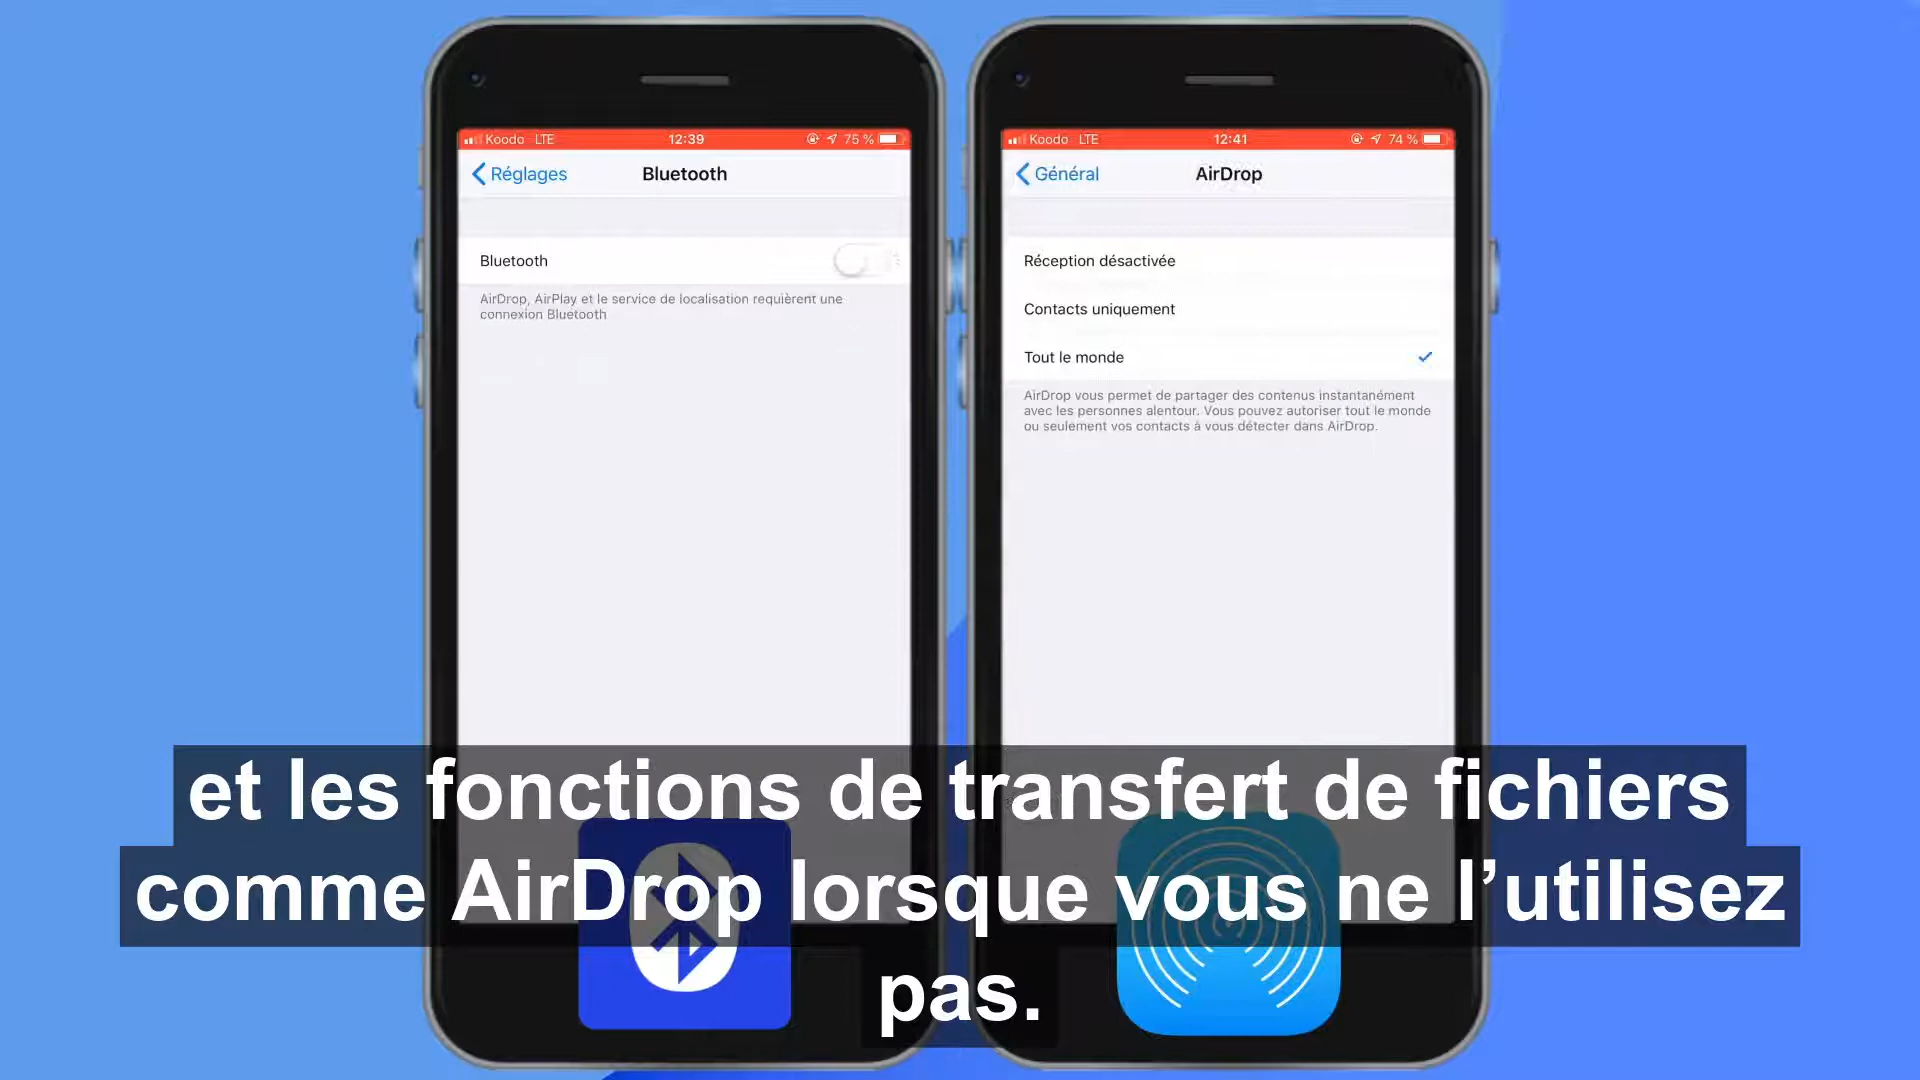 Koodo LTE 12:39 75 %
Réglages Bluetooth
Bluetooth
AirDrop, AirPlay et le service de localisation requièrent une
connexion Bluetooth
Koodo LTE 12:41 74 %
Général AirDrop
Réception désactivée
Contacts uniquement
Tout le monde
AirDrop vous permet de partager des contenus instantanément
avec les personnes alentour. Vous pouvez autoriser tout le monde
ou seulement vos contacts à vous détecter dans AirDrop.
et les fonctions de transfert de fichiers
comme AirDrop lorsque vous ne l’utilisez
pas.